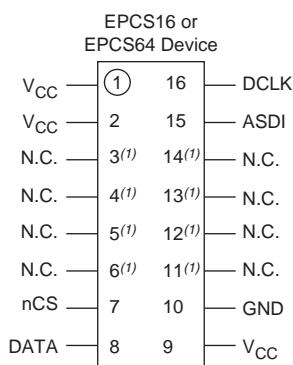 EPCS16 or
EPCS64 Device
VCC 1 16 DCLK
VCC 2 15 ASDI
N.C. 3(1) 14(1) N.C.
N.C. 4(1) 13(1) N.C.
N.C. 5(1) 12(1) N.C.
N.C. 6(1) 11(1) N.C.
nCS 7 10 GND
DATA 8 9 VCC